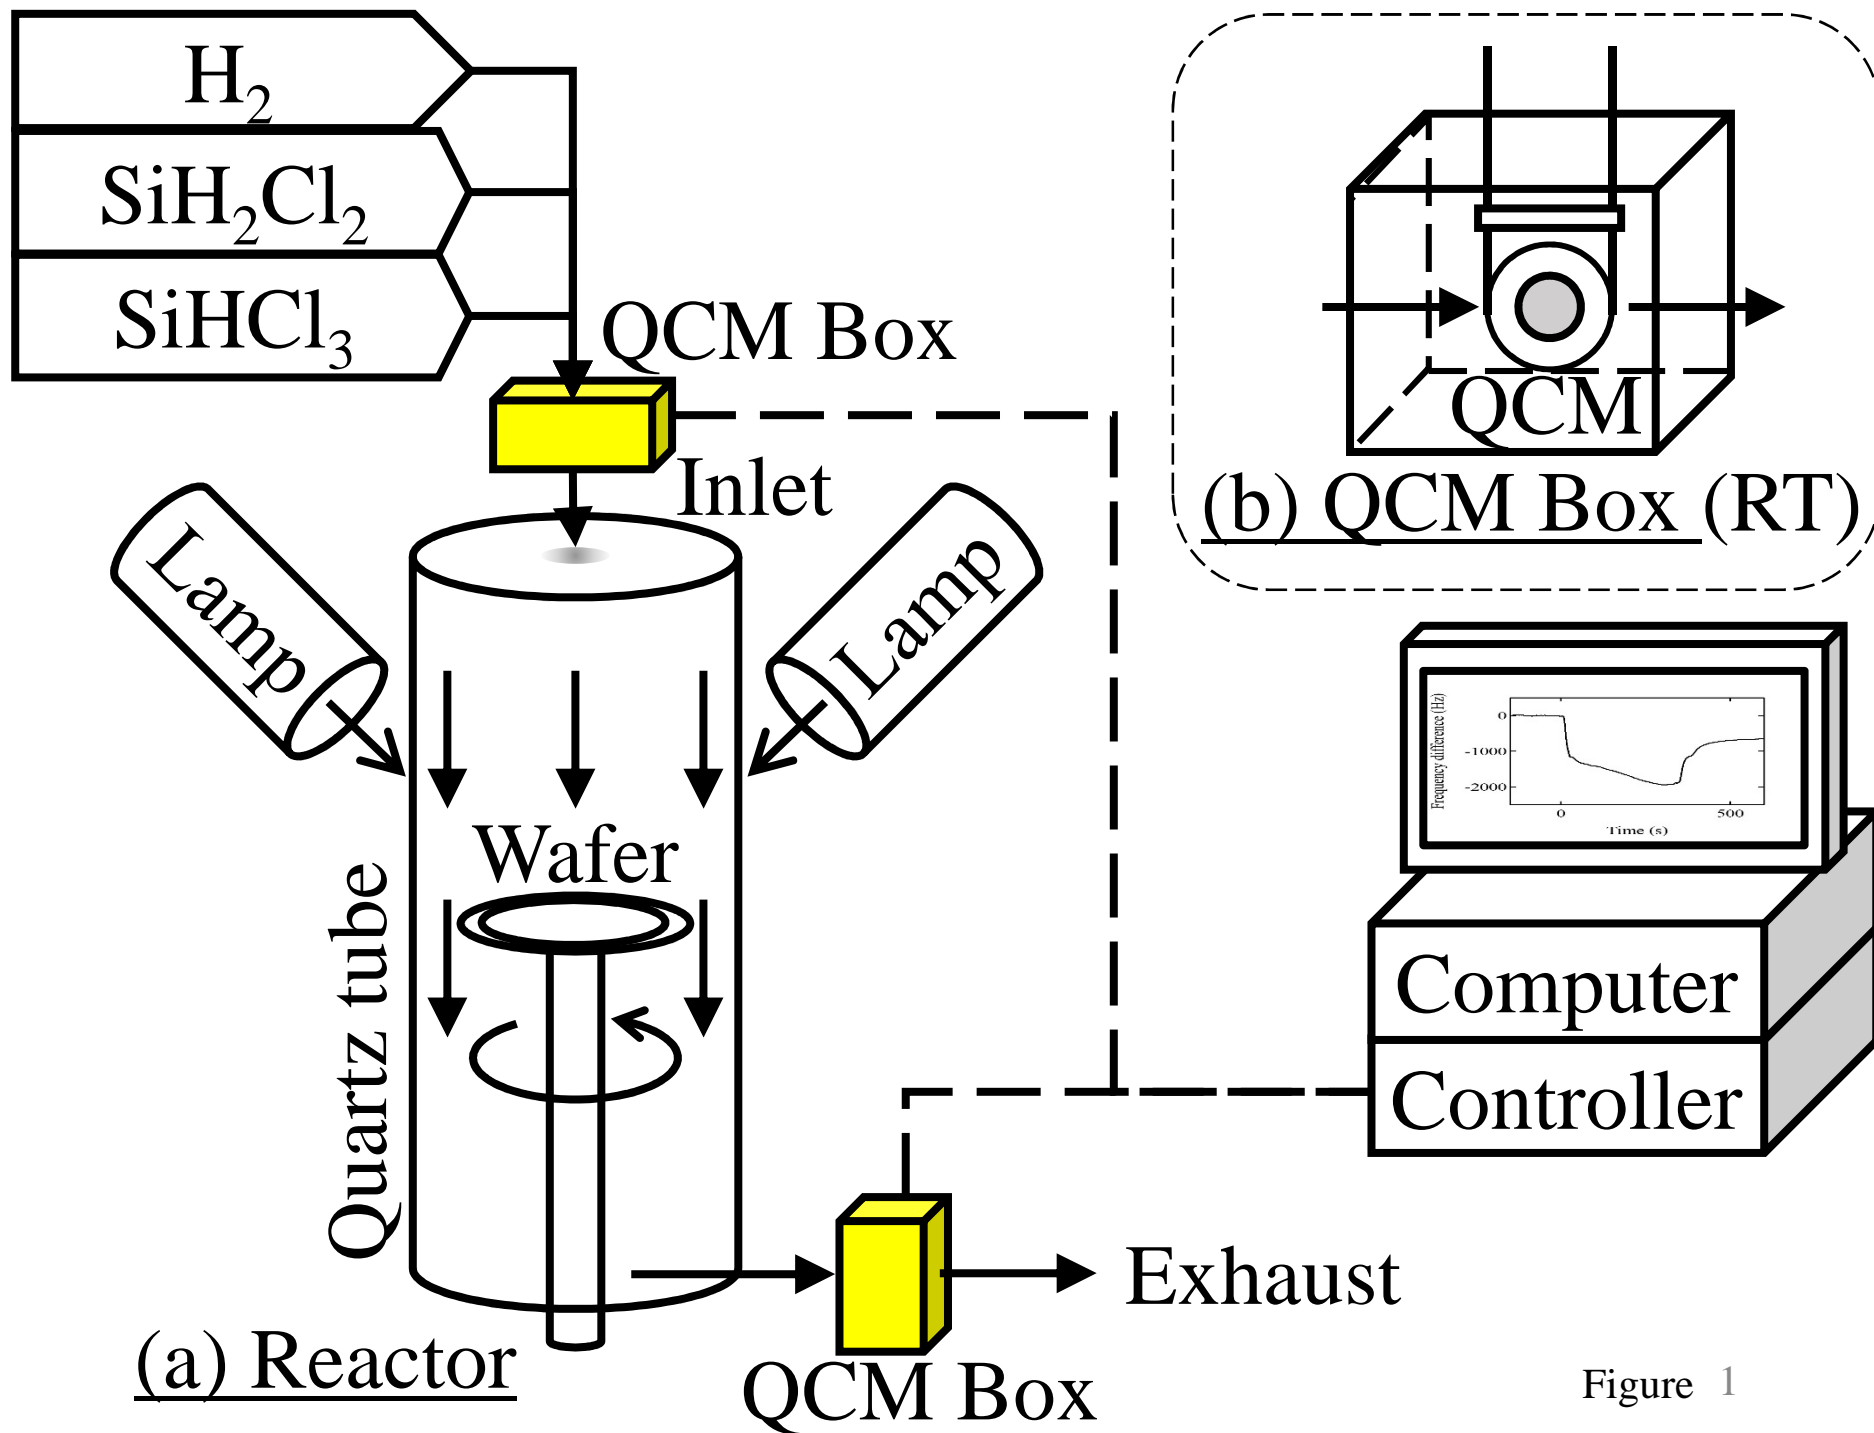 H₂
SiH₂Cl₂
SiHCl₃
QCM Box
Inlet
Lamp
Lamp
Wafer
Quartz tube
(a) Reactor
QCM Box
Exhaust
QCM
(b) QCM Box (RT)
Frequency difference (Hz)
0
-1000
-2000
0
500
Time (s)
Computer
Controller
Figure 1